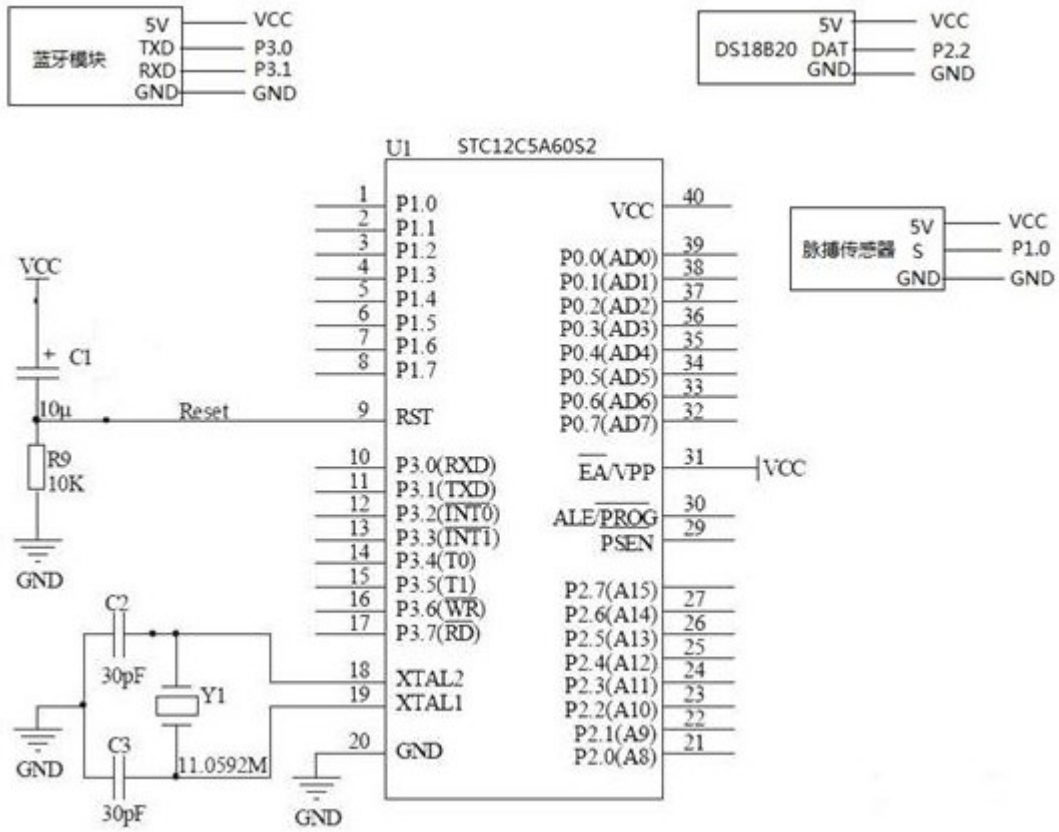 5V VCC
蓝牙模块
TXD P3.0
RXD P3.1
GND GND
5V VCC
DS18B20 DAT P2.2
GND GND
U1 STC12C5A60S2
1 P1.0
2 P1.1
3 P1.2
4 P1.3
5 P1.4
6 P1.5
7 P1.6
8 P1.7
9 RST
10 P3.0(RXD)
11 P3.1(TXD)
12 P3.2(INT0)
13 P3.3(INT1)
14 P3.4(T0)
15 P3.5(T1)
16 P3.6(WR)
17 P3.7(RD)
18 XTAL2
19 XTAL1
20 GND
VCC 40
P0.0(AD0) 39
P0.1(AD1) 38
P0.2(AD2) 37
P0.3(AD3) 36
P0.4(AD4) 35
P0.5(AD5) 34
P0.6(AD6) 33
P0.7(AD7) 32
EA/VPP 31 VCC
ALE/PROG 30
PSEN 29
P2.7(A15)
P2.6(A14) 27
P2.5(A13) 26
P2.4(A12) 25
P2.3(A11) 24
P2.2(A10) 23
P2.1(A9) 22
P2.0(A8) 21
5V VCC
脉搏传感器 S P1.0
GND GND
VCC
+ C1
10μ
Reset
R9
10K
GND
C2
30pF
Y1
GND
C3
11.0592M
30pF
GND